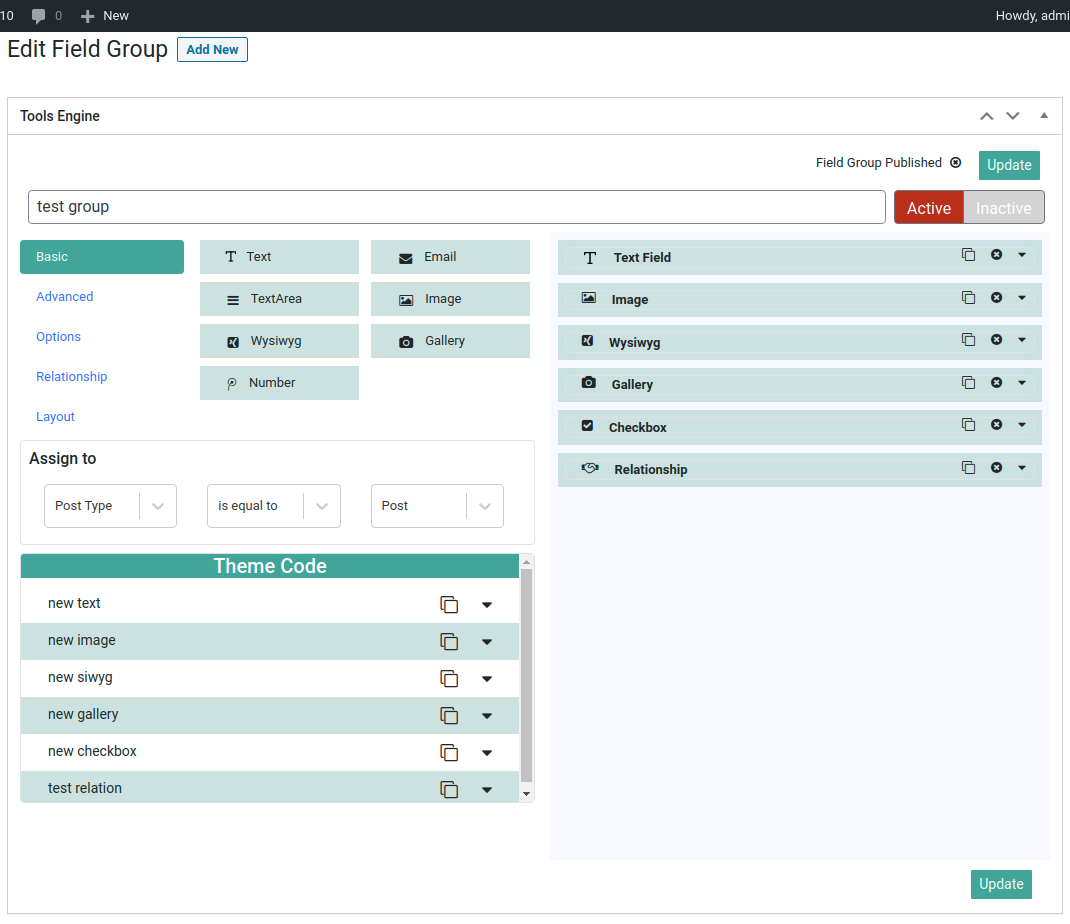 10 0 New Howdy, admi
Edit Field Group Add New
Tools Engine
Field Group Published Update
test group Active Inactive
Basic
Advanced
Options
Relationship
Layout
Text Email
TextArea Image
Wysiwyg Gallery
Number
Text Field
Image
Wysiwyg
Gallery
Checkbox
Relationship
Assign to
Post Type is equal to Post
Theme Code
new text
new image
new siwyg
new gallery
new checkbox
test relation
Update